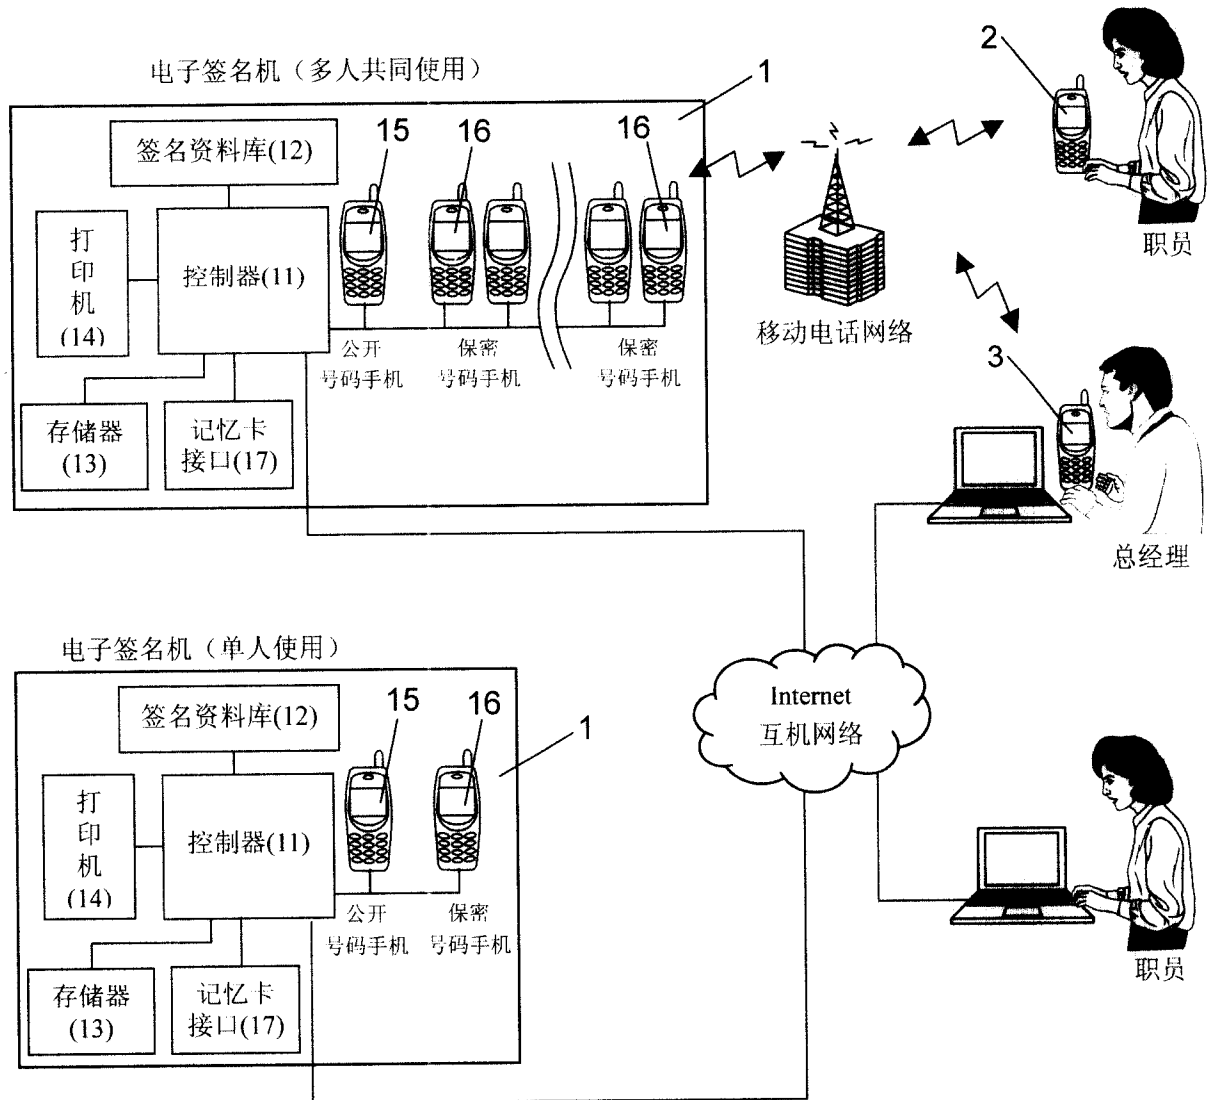 电子签名机（多人共同使用）
1
签名资料库(12)
15
16
16
打
印
机
(14)
控制器(11)
公开
号码手机
保密
号码手机
保密
号码手机
存储器
(13)
记忆卡
接口(17)
2
职员
移动电话网络
3
总经理
电子签名机（单人使用）
签名资料库(12)
15
16
1
打
印
机
(14)
控制器(11)
公开
号码手机
保密
号码手机
存储器
(13)
记忆卡
接口(17)
Internet
互机网络
职员